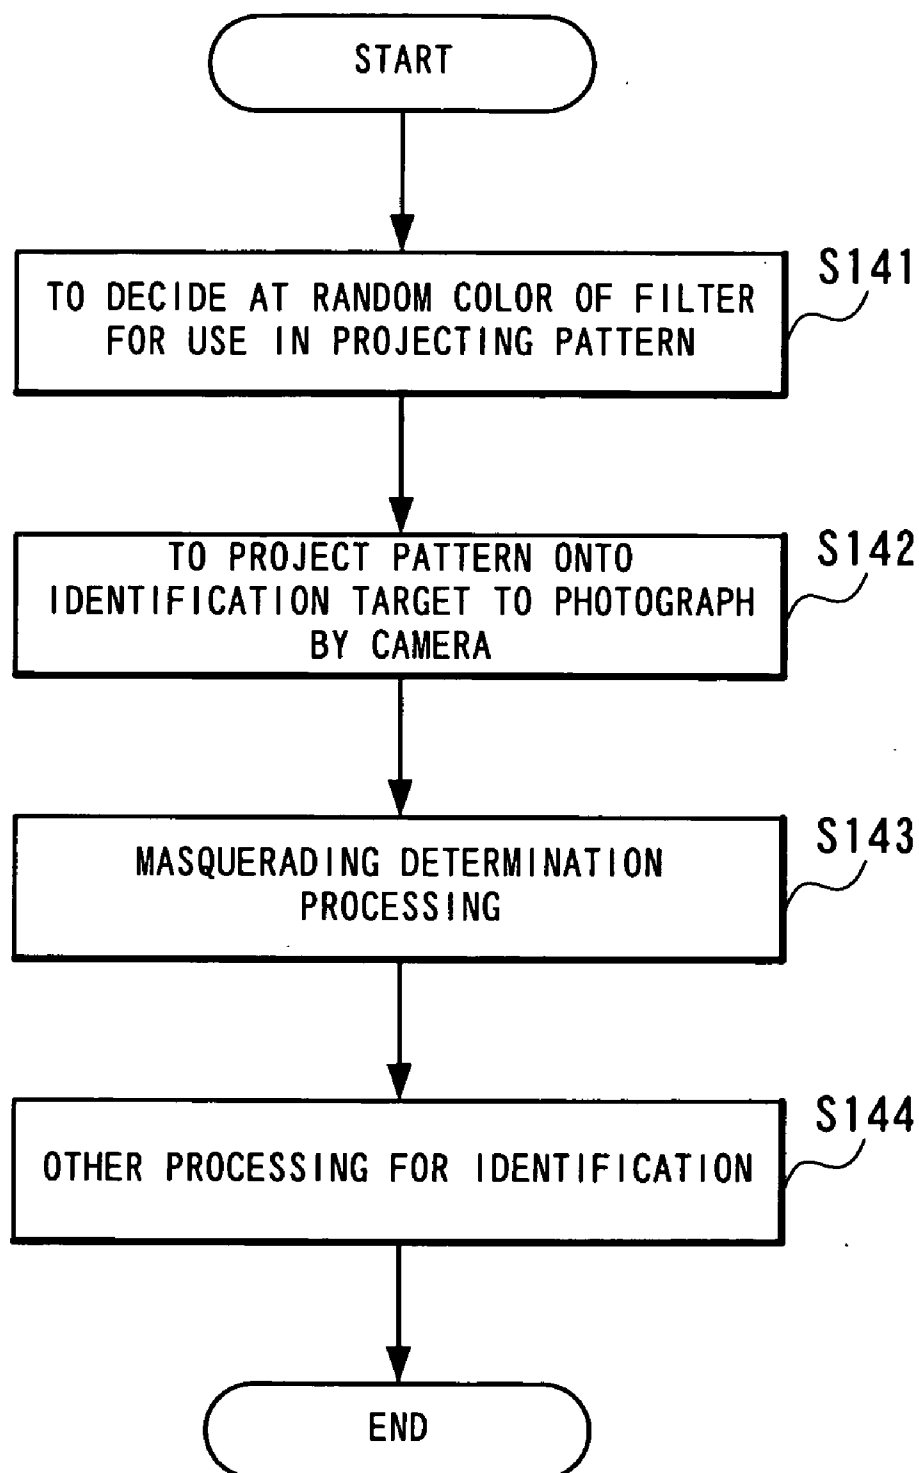 START
S141
TO DECIDE AT RANDOM COLOR OF FILTER
FOR USE IN PROJECTING PATTERN
S142
TO PROJECT PATTERN ONTO
IDENTIFICATION TARGET TO PHOTOGRAPH
BY CAMERA
S143
MASQUERADING DETERMINATION
PROCESSING
S144
OTHER PROCESSING FOR IDENTIFICATION
END